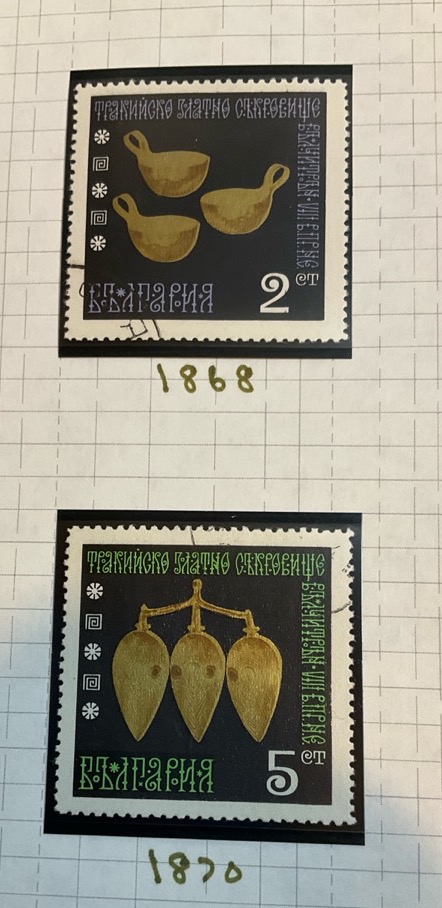 ТРАКИЙСКО ЗЛАТНО СЪКРОВИЩЕ
ВЪЛЧИТРЪН · VIII В. ПР. Н. Е.
БЪЛГАРИЯ
2 СТ
1868
ТРАКИЙСКО ЗЛАТНО СЪКРОВИЩЕ
ВЪЛЧИТРЪН · VIII В. ПР. Н. Е.
БЪЛГАРИЯ
5 СТ
1870